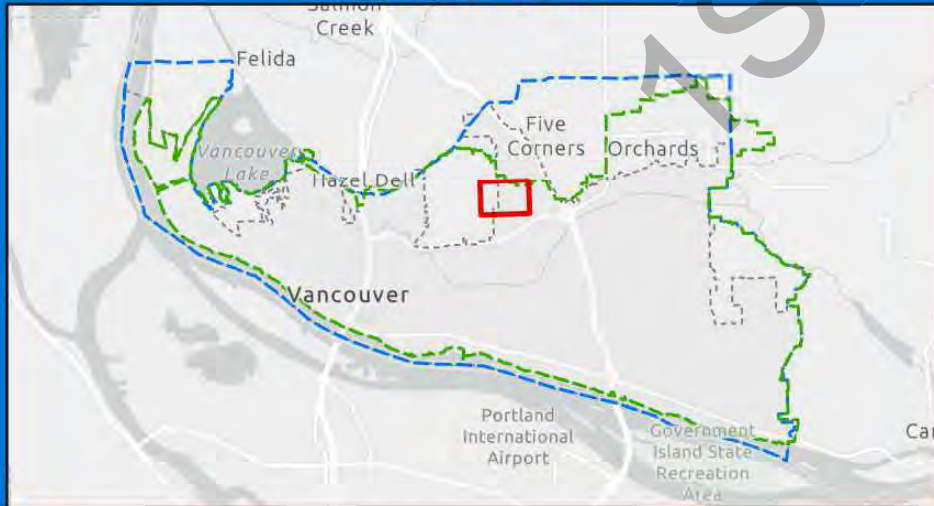 Salmon
Creek
Felida
Five
Corners
Orchards
Vancouver
Lake
Hazel Dell
Vancouver
Portland
International
Airport
Government
Island State
Recreation
Area